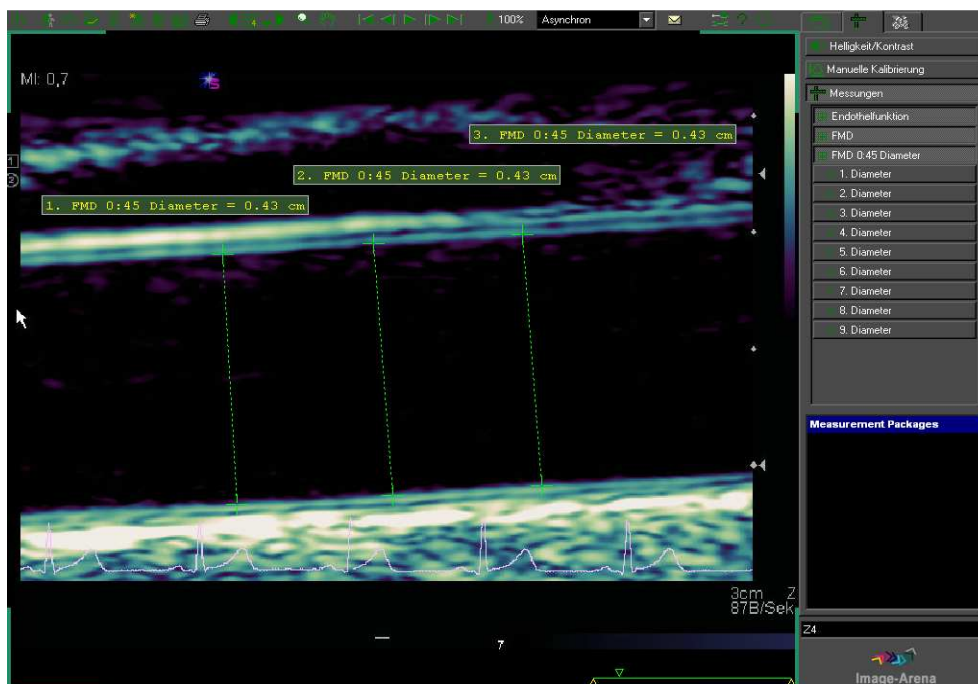 100%
Asynchron
MI: 0,7
3. FMD 0:45 Diameter = 0.43 cm
2. FMD 0:45 Diameter = 0.43 cm
1. FMD 0:45 Diameter = 0.43 cm
1
2
3cm Z
87B/Sek
7
Helligkeit/Kontrast
Manuelle Kalibrierung
Messungen
Endothelfunktion
FMD
FMD 0:45 Diameter
1. Diameter
2. Diameter
3. Diameter
4. Diameter
5. Diameter
6. Diameter
7. Diameter
8. Diameter
9. Diameter
Measurement Packages
Z4
Image-Arena